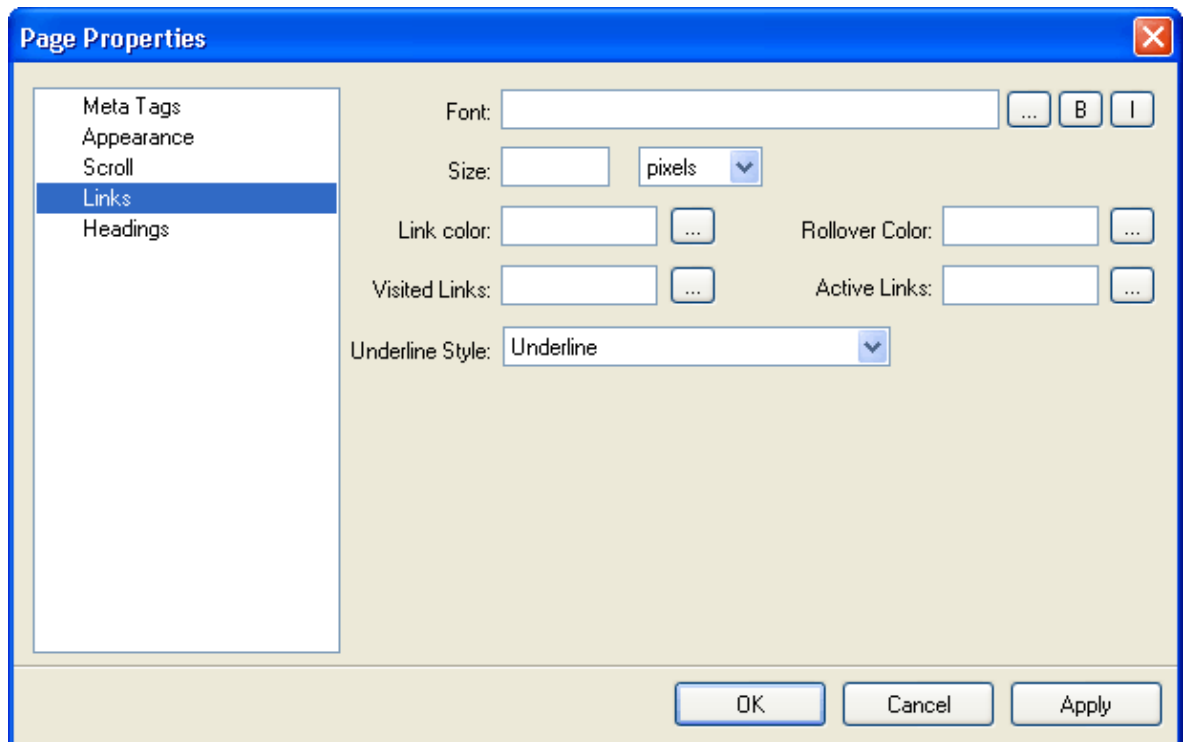 Page Properties
Meta Tags
Appearance
Scroll
Links
Headings
Font: ... B I
Size: pixels
Link color: ... Rollover Color: ...
Visited Links: ... Active Links: ...
Underline Style: Underline
OK Cancel Apply